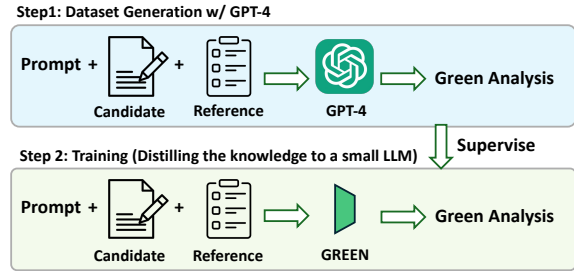 Step1: Dataset Generation w/ GPT-4
Prompt + + Green Analysis
Candidate Reference GPT-4
Supervise
Step 2: Training (Distilling the knowledge to a small LLM)
Prompt + + Green Analysis
Candidate Reference GREEN